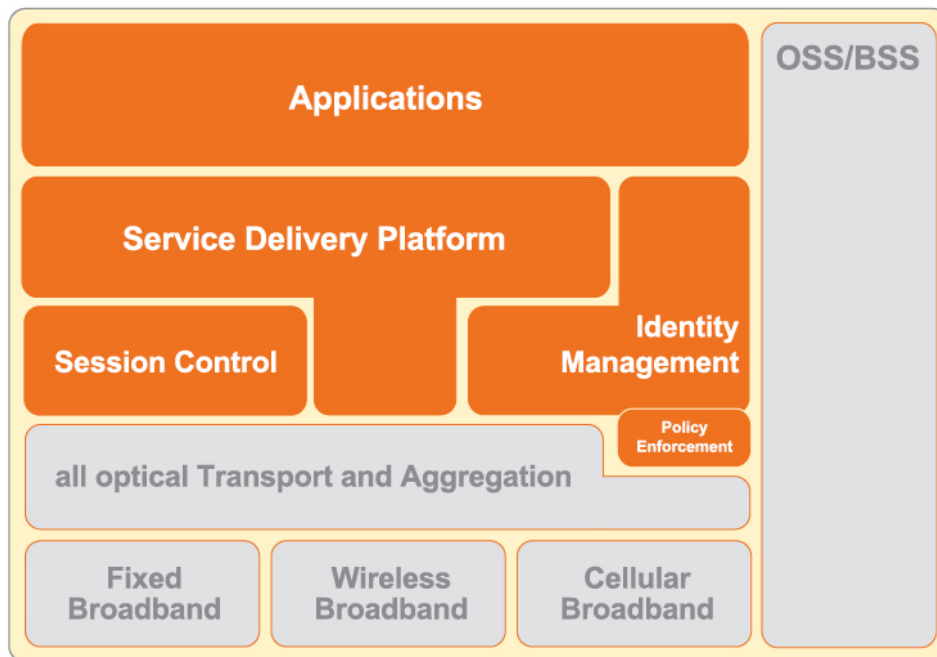 Applications
OSS/BSS
Service Delivery Platform
Session Control
Identity
Management
Policy
Enforcement
all optical Transport and Aggregation
Fixed
Broadband
Wireless
Broadband
Cellular
Broadband